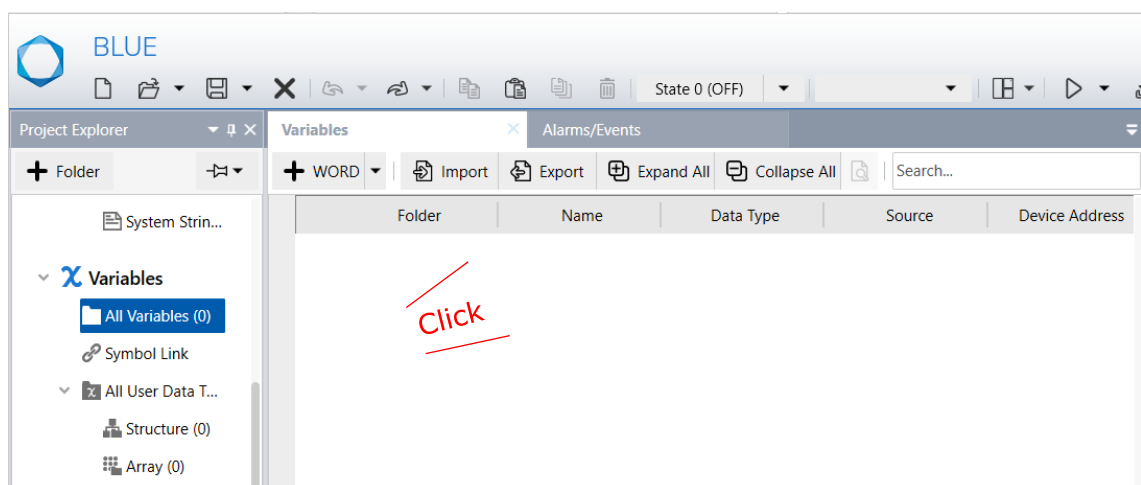 BLUE
State 0 (OFF)
Project Explorer
Variables
Alarms/Events
Folder
WORD
Import
Export
Expand All
Collapse All
Search...
Folder
Name
Data Type
Source
Device Address
System Strin...
Variables
All Variables (0)
Symbol Link
All User Data T...
Structure (0)
Array (0)
Click